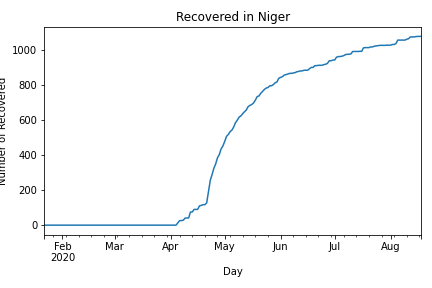 Recovered in Niger
Number of Recovered
1000
800
600
400
200
0
Feb
2020
Mar
Apr
May
Jun
Jul
Aug
Day